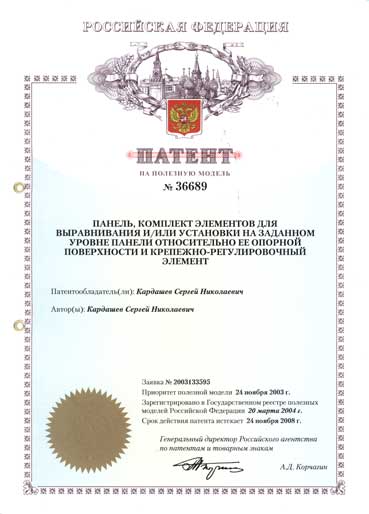 РОССИЙСКАЯ ФЕДЕРАЦИЯ
ПАТЕНТ
НА ПОЛЕЗНУЮ МОДЕЛЬ
№ 36689
ПАНЕЛЬ, КОМПЛЕКТ ЭЛЕМЕНТОВ ДЛЯ
ВЫРАВНИВАНИЯ И/ИЛИ УСТАНОВКИ НА ЗАДАННОМ
УРОВНЕ ПАНЕЛИ ОТНОСИТЕЛЬНО ЕЕ ОПОРНОЙ
ПОВЕРХНОСТИ И КРЕПЕЖНО-РЕГУЛИРОВОЧНЫЙ
ЭЛЕМЕНТ
Патентообладатель(ли): Кардашев Сергей Николаевич
Автор(ы): Кардашев Сергей Николаевич
Заявка № 2003133595
Приоритет полезной модели 24 ноября 2003 г.
Зарегистрировано в Государственном реестре полезных
моделей Российской Федерации 20 марта 2004 г.
Срок действия патента истекает 24 ноября 2008 г.
Генеральный директор Российского агентства
по патентам и товарным знакам
А.Д. Корчагин